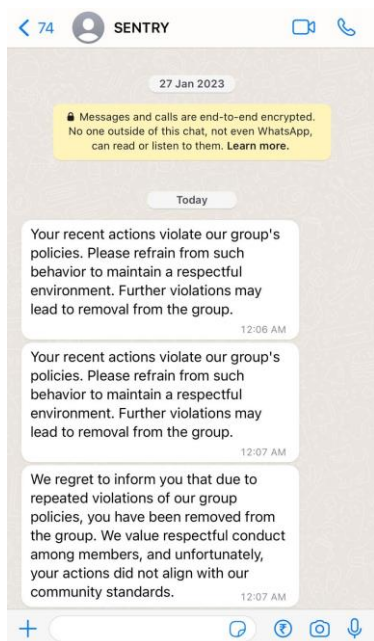 74 SENTRY
27 Jan 2023
Messages and calls are end-to-end encrypted.
No one outside of this chat, not even WhatsApp,
can read or listen to them. Learn more.
Today
Your recent actions violate our group's
policies. Please refrain from such
behavior to maintain a respectful
environment. Further violations may
lead to removal from the group.
12:06 AM
Your recent actions violate our group's
policies. Please refrain from such
behavior to maintain a respectful
environment. Further violations may
lead to removal from the group.
12:07 AM
We regret to inform you that due to
repeated violations of our group
policies, you have been removed from
the group. We value respectful conduct
among members, and unfortunately,
your actions did not align with our
community standards.
12:07 AM
₹